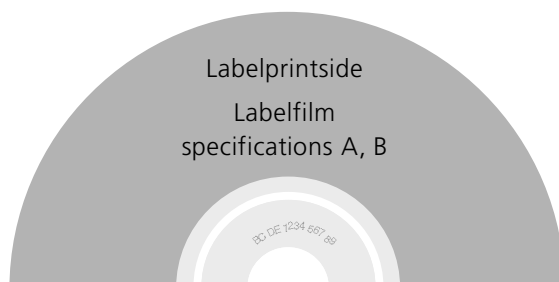 Labelprintside
Labelfilm
specifications A, B
BC DE 1234 567 89